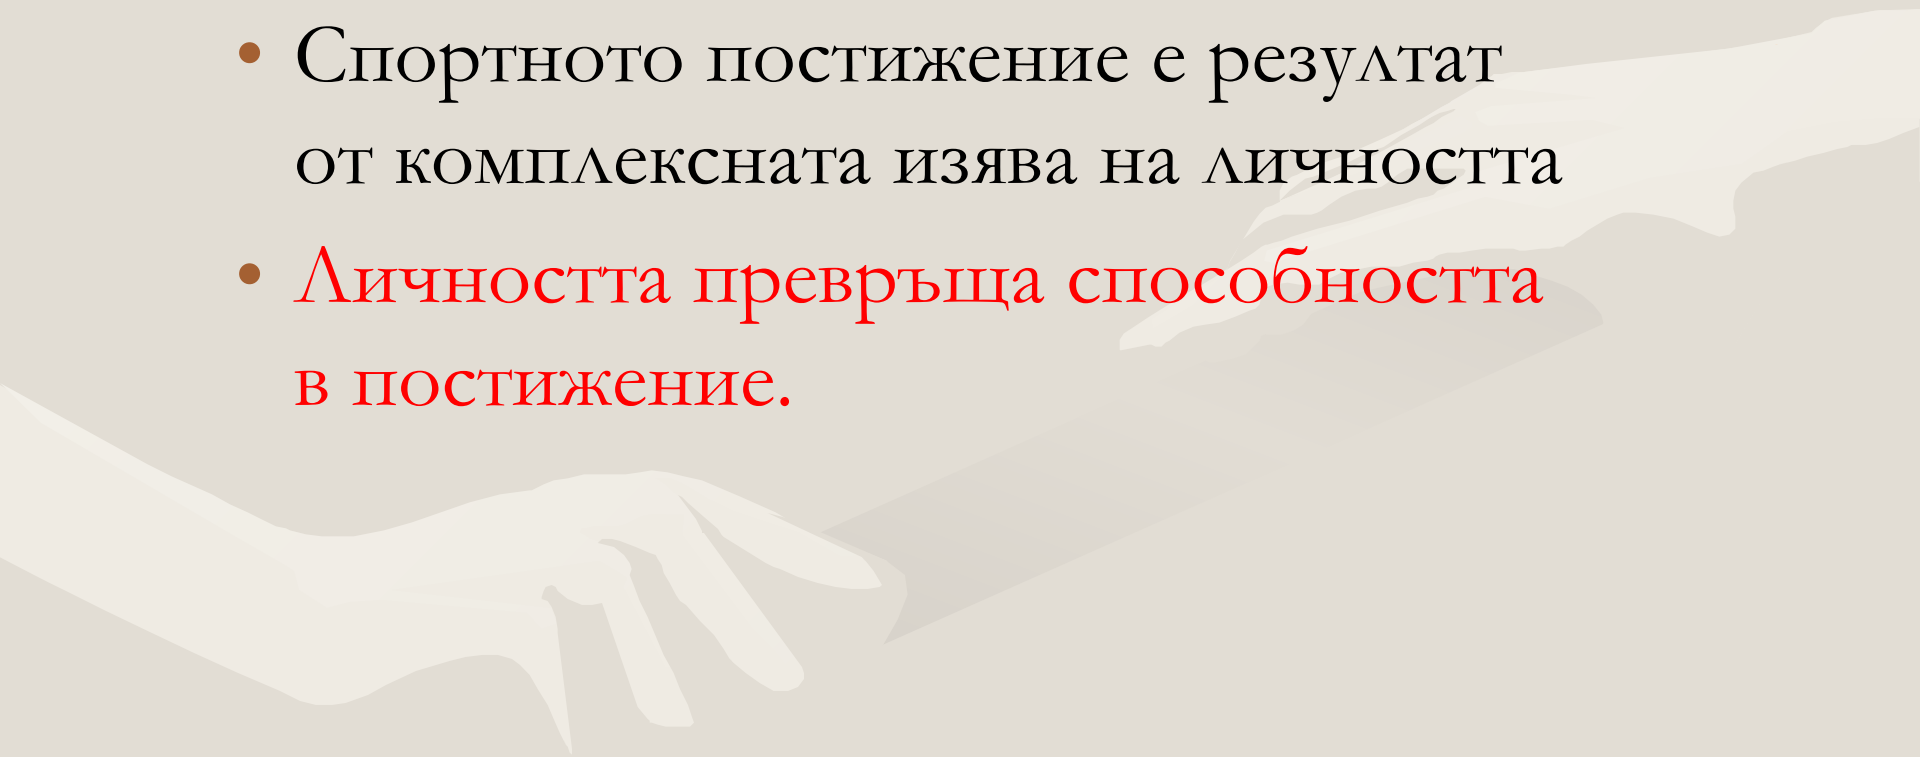 • Спортното постижение е резултат
от комплексната изява на личността
• Личността превръща способността
в постижение.